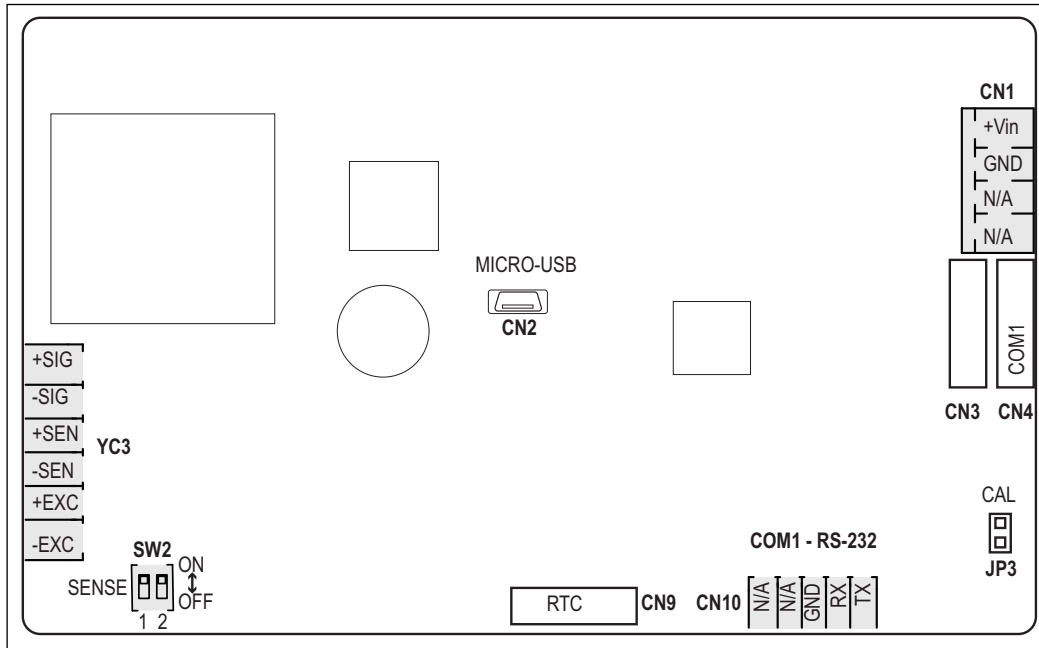 CN1
+Vin
GND
N/A
N/A
MICRO-USB
CN2
COM1
CN3 CN4
+SIG
-SIG
+SEN
YC3
-SEN
+EXC
-EXC
SW2
ON
SENSE
OFF
1 2
CAL
JP3
COM1 - RS-232
RTC CN9 CN10 N/A N/A GND RX TX